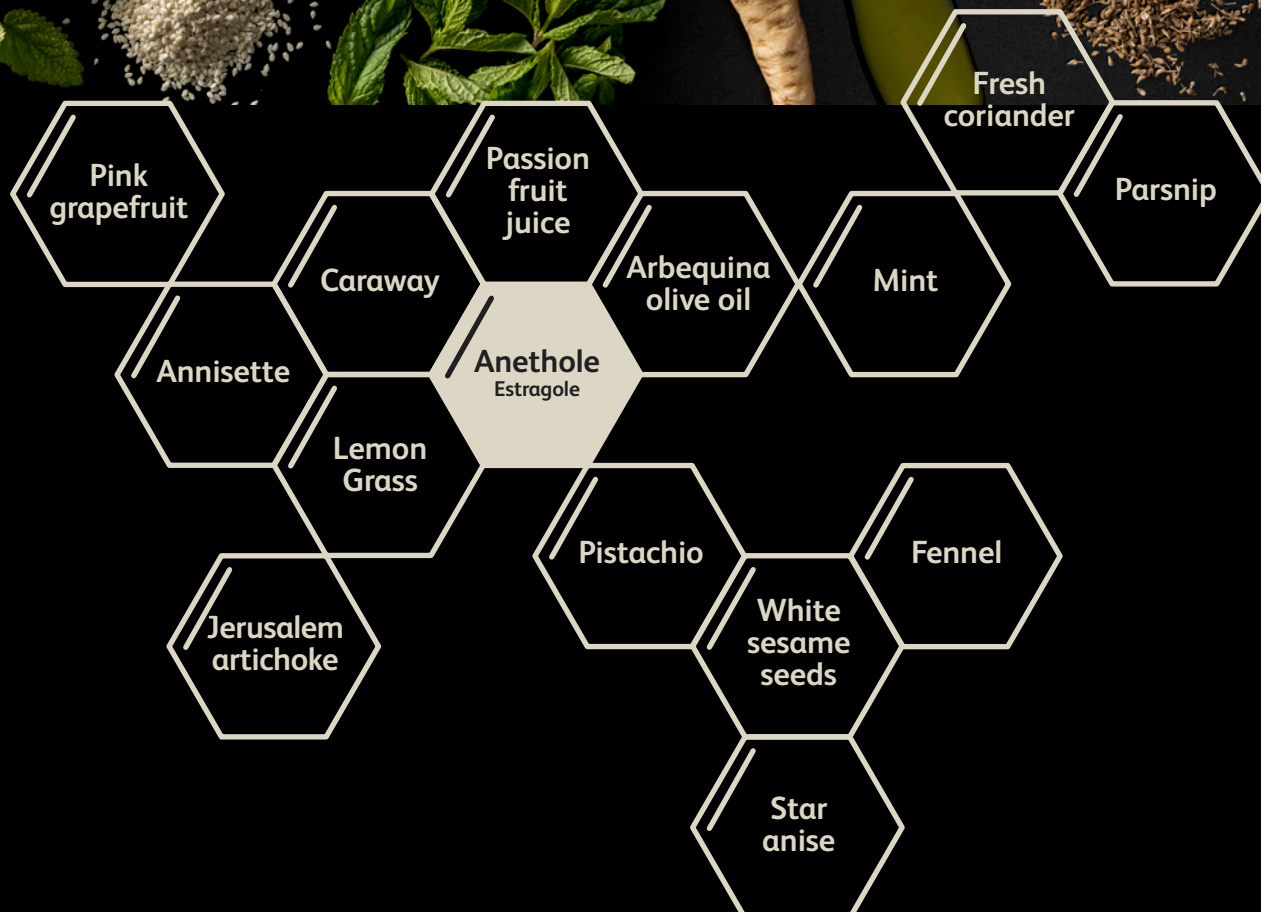 Fresh
coriander
Parsnip
Pink
grapefruit
Passion
fruit
juice
Caraway
Arbequina
olive oil
Mint
Annisette
Anethole
Estragole
Lemon
Grass
Pistachio
Fennel
White
sesame
seeds
Jerusalem
artichoke
Star
anise